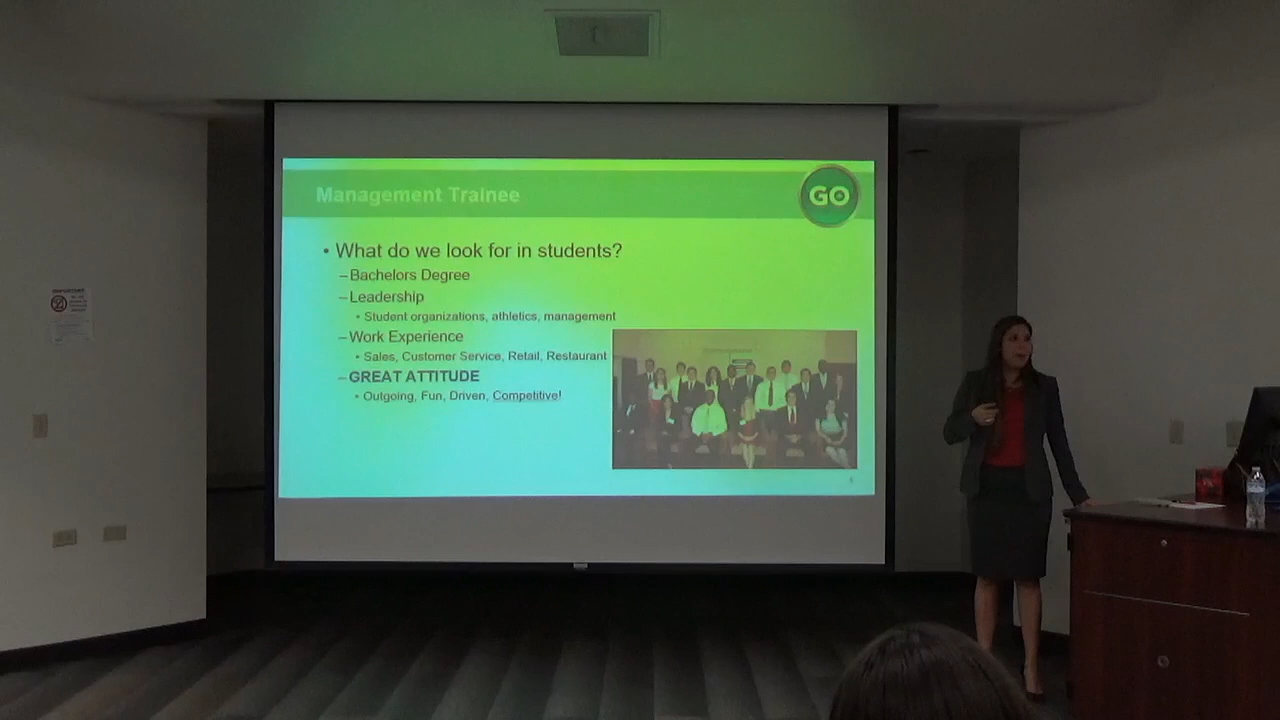 Management Trainee
GO
• What do we look for in students?
–Bachelors Degree
–Leadership
• Student organizations, athletics, management
–Work Experience
• Sales, Customer Service, Retail, Restaurant
–GREAT ATTITUDE
• Outgoing, Fun, Driven, Competitive!
IMPORTANT